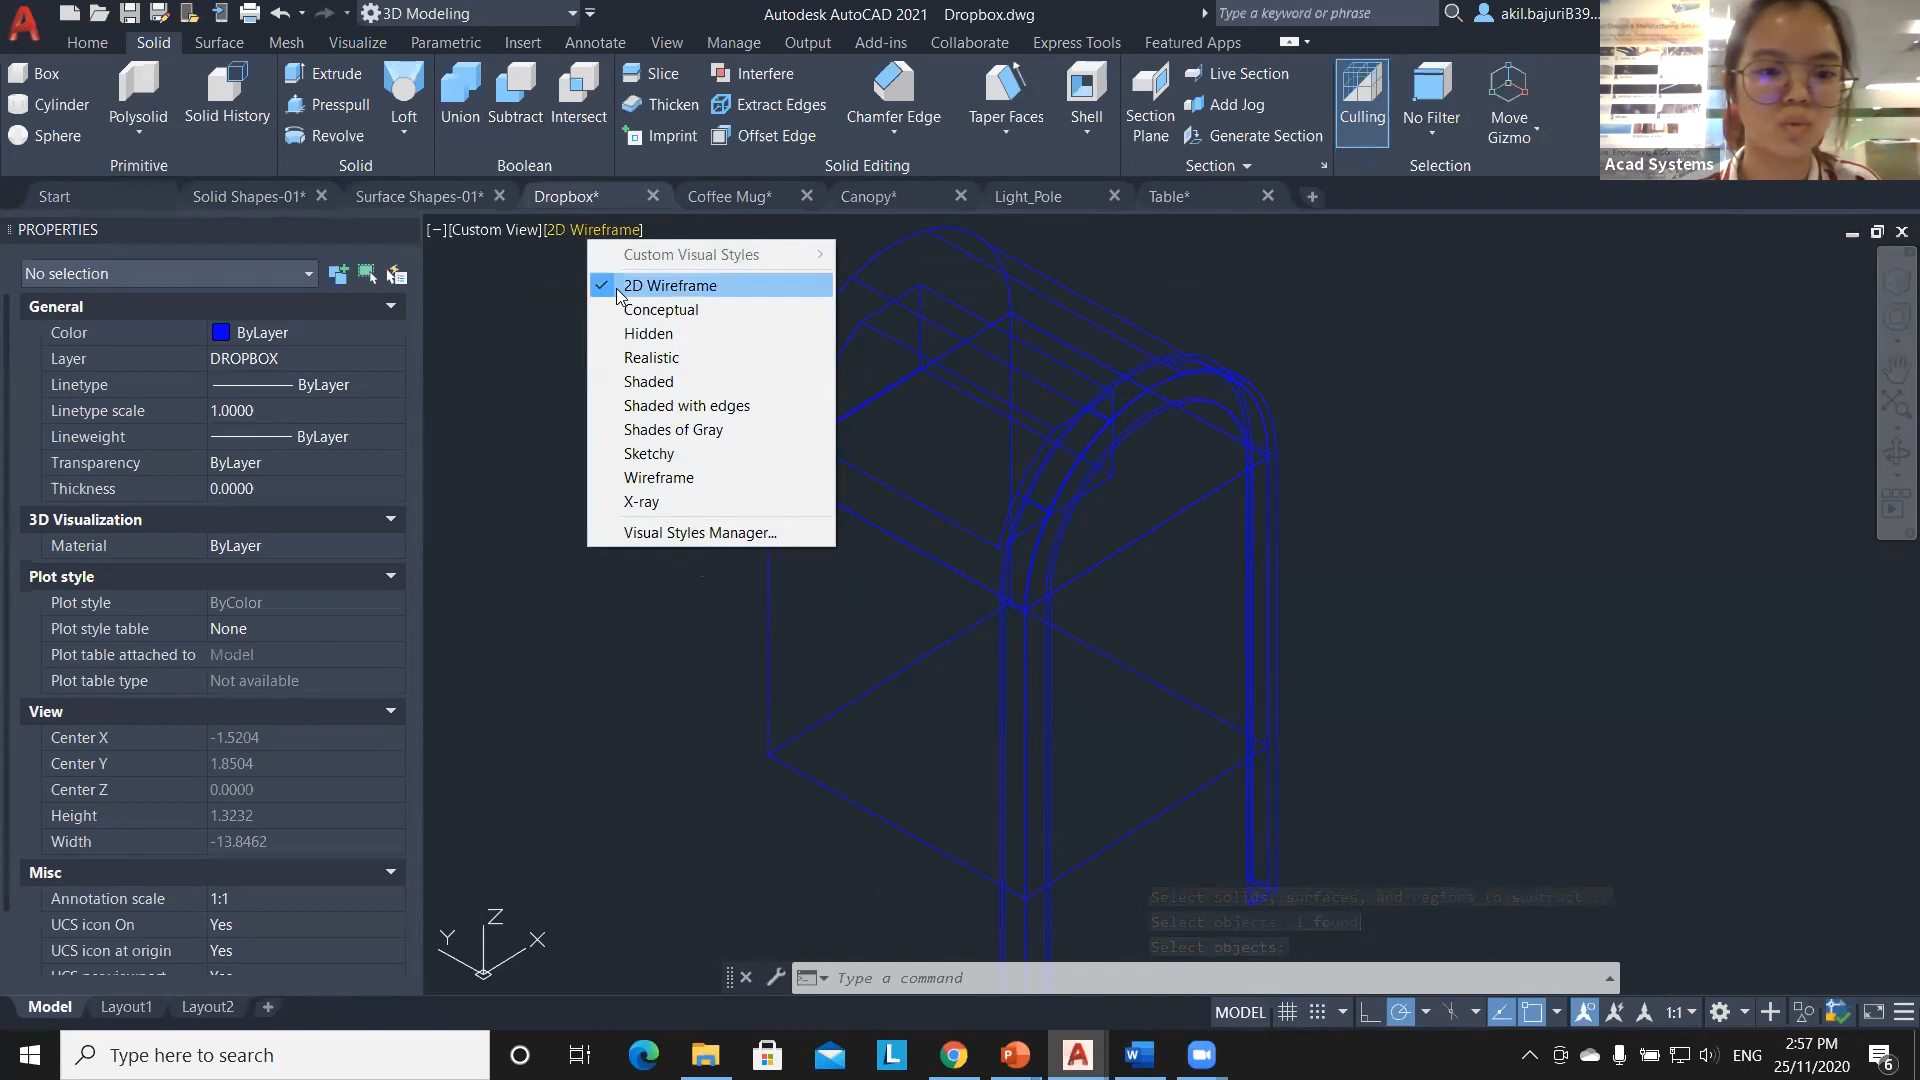 3D Modeling
Autodesk AutoCAD 2021 Dropbox.dwg
Type a keyword or phrase
akil.bajuriB39...
Home Solid Surface Mesh Visualize Parametric Insert Annotate View Manage Output Add-ins Collaborate Express Tools Featured Apps
Box
Cylinder
Sphere
Polysolid
Solid History
Primitive
Extrude
Presspull
Revolve
Loft
Solid
Union
Subtract
Intersect
Boolean
Slice
Thicken
Imprint
Interfere
Extract Edges
Offset Edge
Chamfer Edge
Taper Faces
Shell
Solid Editing
Section
Plane
Live Section
Add Jog
Generate Section
Section
Culling
No Filter
Move
Gizmo
Selection
Acad Systems
Start Solid Shapes-01* Surface Shapes-01* Dropbox* Coffee Mug* Canopy* Light_Pole Table*
PROPERTIES
No selection
General
Color ByLayer
Layer DROPBOX
Linetype ByLayer
Linetype scale 1.0000
Lineweight ByLayer
Transparency ByLayer
Thickness 0.0000
3D Visualization
Material ByLayer
Plot style
Plot style ByColor
Plot style table None
Plot table attached to Model
Plot table type Not available
View
Center X -1.5204
Center Y 1.8504
Center Z 0.0000
Height 1.3232
Width -13.8462
Misc
Annotation scale 1:1
UCS icon On Yes
UCS icon at origin Yes
UCS per viewport Yes
[−][Custom View][2D Wireframe]
Custom Visual Styles
2D Wireframe
Conceptual
Hidden
Realistic
Shaded
Shaded with edges
Shades of Gray
Sketchy
Wireframe
X-ray
Visual Styles Manager...
Z
Y
X
Select solids, surfaces, and regions to subtract ..
Select objects: 1 found
Select objects:
Type a command
Model Layout1 Layout2
MODEL
1:1
Type here to search
ENG
2:57 PM
25/11/2020
6